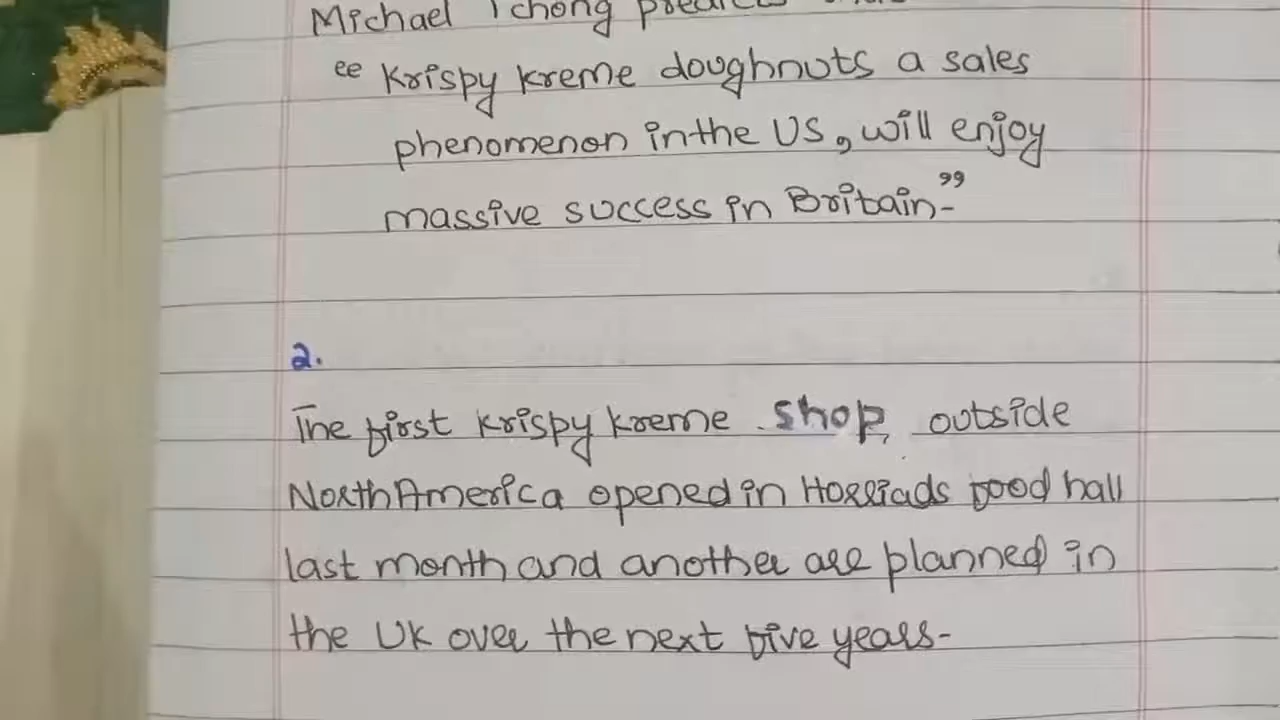 Michael Tchong predicts
“ Krispy kreme doughnuts a sales
phenomenon in the US, will enjoy
massive success in Britain-”
2.
The first krispy kreme shop outside
North America opened in Horriads food hall
last month and another are planned in
the UK over the next five years-